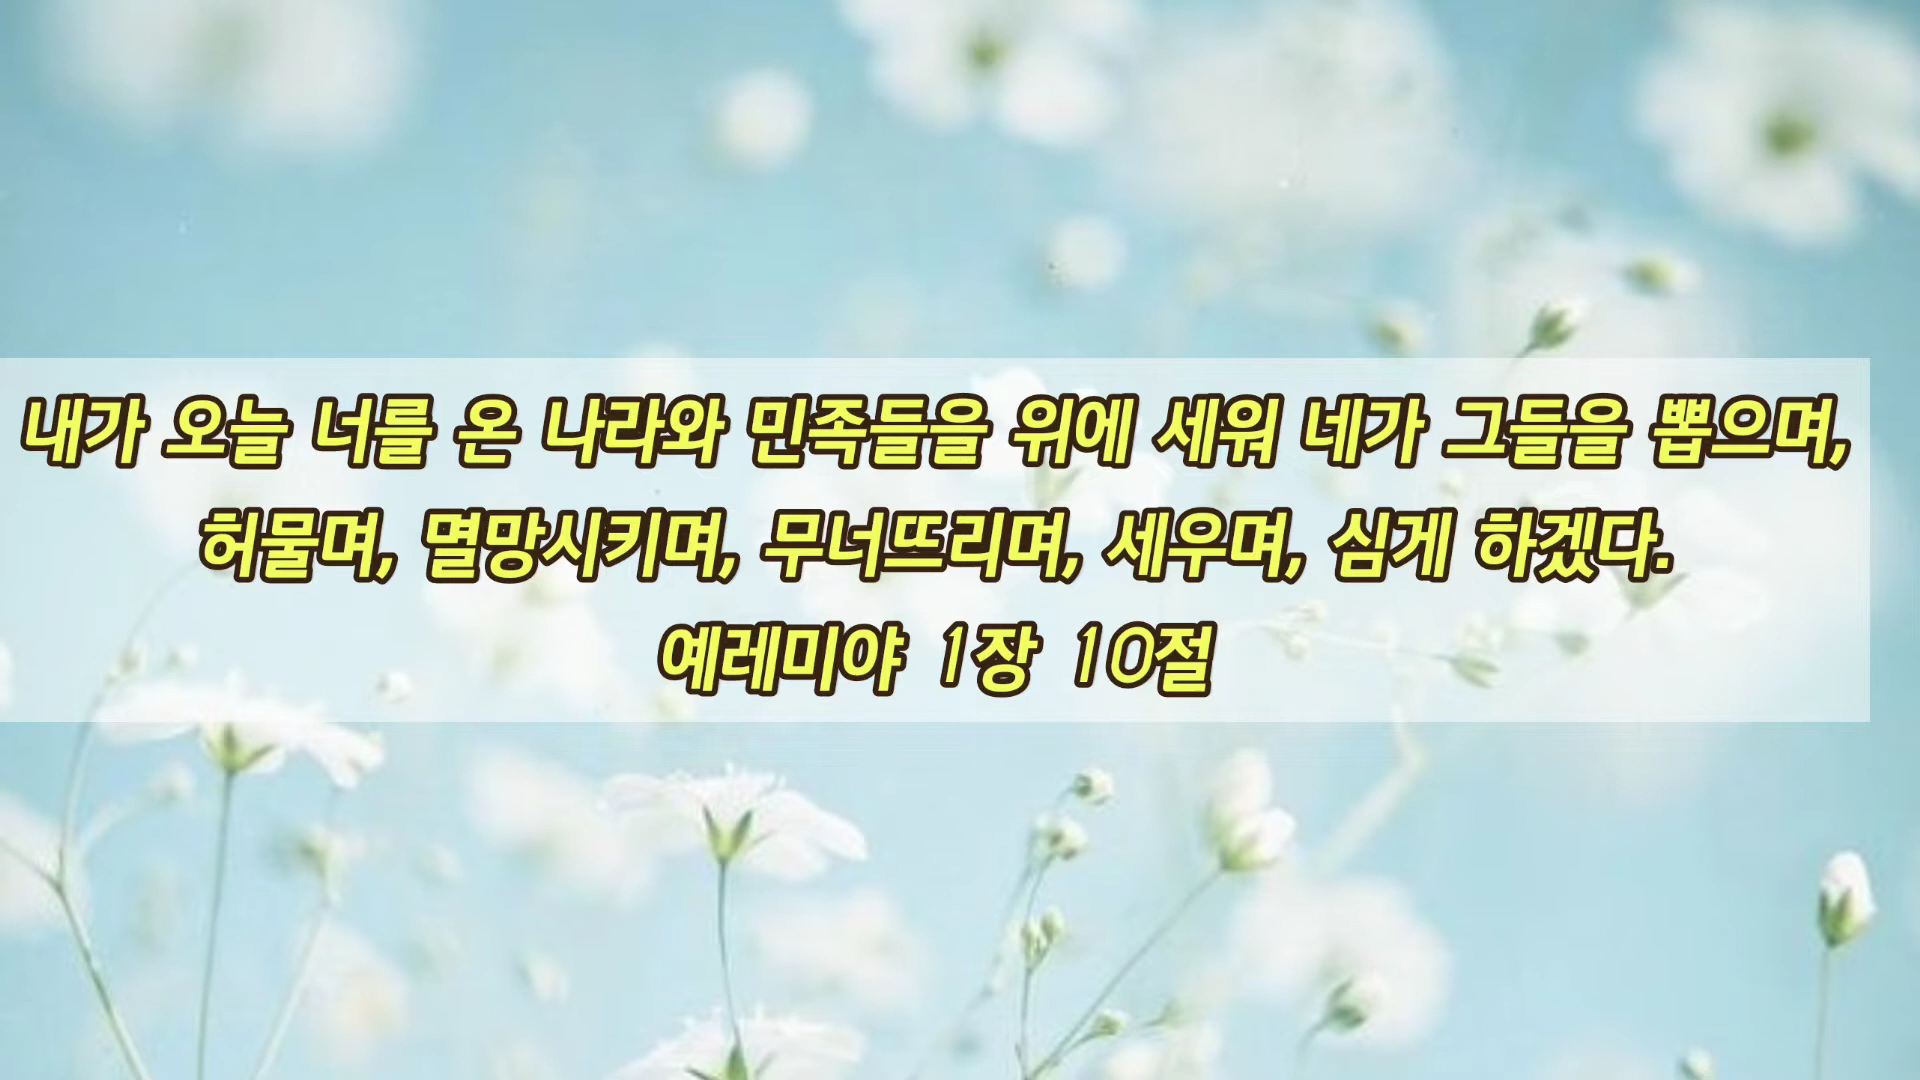 내가 오늘 너를 온 나라와 민족들을 위에 세워 네가 그들을 뽑으며,
허물며, 멸망시키며, 무너뜨리며, 세우며, 심게 하겠다.
예레미야 1장 10절